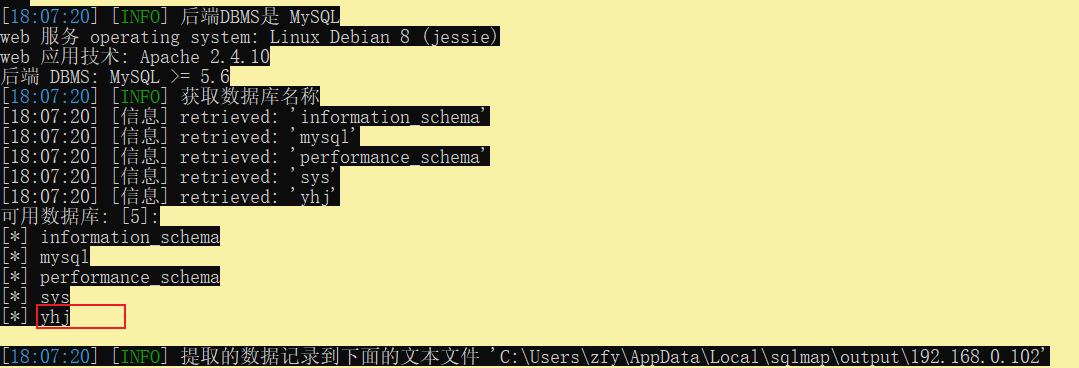 [18:07:20] [INFO] 后端DBMS是 MySQL
web 服务 operating system: Linux Debian 8 (jessie)
web 应用技术: Apache 2.4.10
后端 DBMS: MySQL >= 5.6
[18:07:20] [INFO] 获取数据库名称
[18:07:20] [信息] retrieved: 'information_schema'
[18:07:20] [信息] retrieved: 'mysql'
[18:07:20] [信息] retrieved: 'performance_schema'
[18:07:20] [信息] retrieved: 'sys'
[18:07:20] [信息] retrieved: 'yhj'
可用数据库: [5]:
[*] information_schema
[*] mysql
[*] performance_schema
[*] sys
[*] yhj
[18:07:20] [INFO] 提取的数据记录到下面的文本文件 'C:\Users\zfy\AppData\Local\sqlmap\output\192.168.0.102'